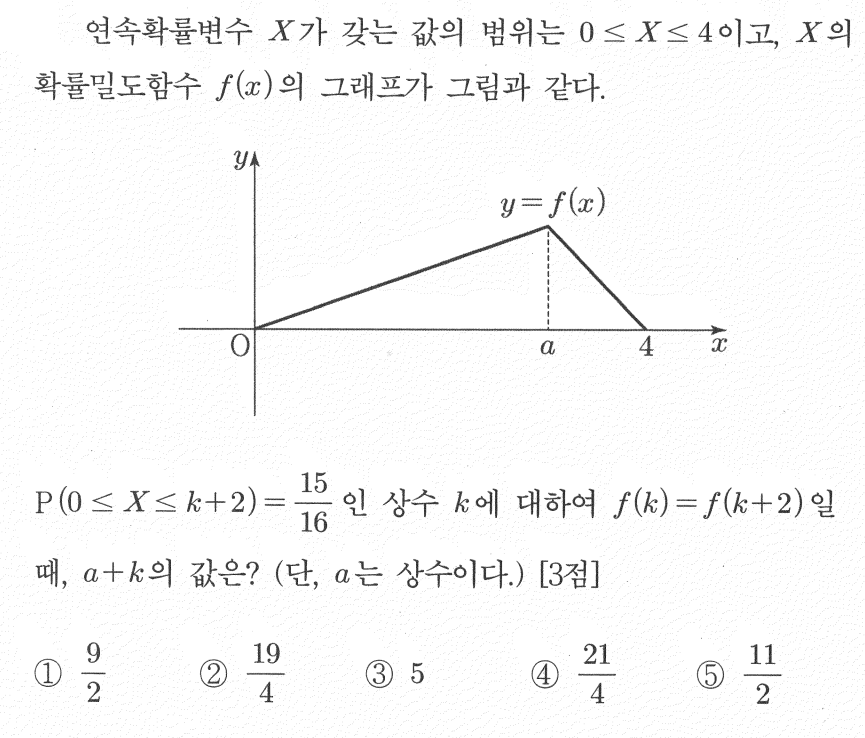 연속확률변수 X가 갖는 값의 범위는 0 ≤ X ≤ 4이고, X의
확률밀도함수 f(x)의 그래프가 그림과 같다.
y
y=f(x)
O a 4 x
P(0 ≤ X ≤ k+2) = 15/16 인 상수 k에 대하여 f(k)=f(k+2)일
때, a+k의 값은? (단, a는 상수이다.) [3점]
① 9/2 ② 19/4 ③ 5 ④ 21/4 ⑤ 11/2